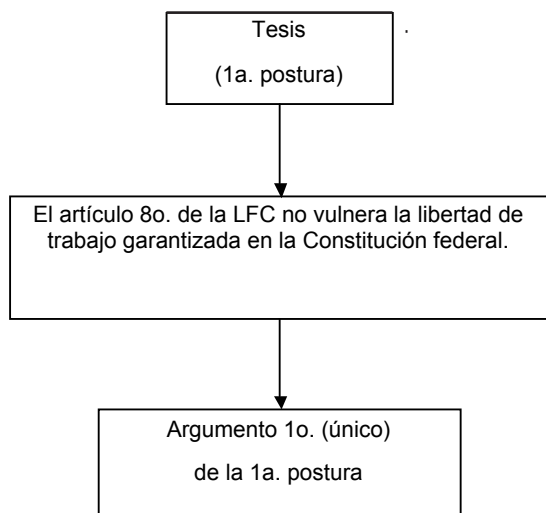 Tesis
(1a. postura)
El artículo 8o. de la LFC no vulnera la libertad de
trabajo garantizada en la Constitución federal.
Argumento 1o. (único)
de la 1a. postura